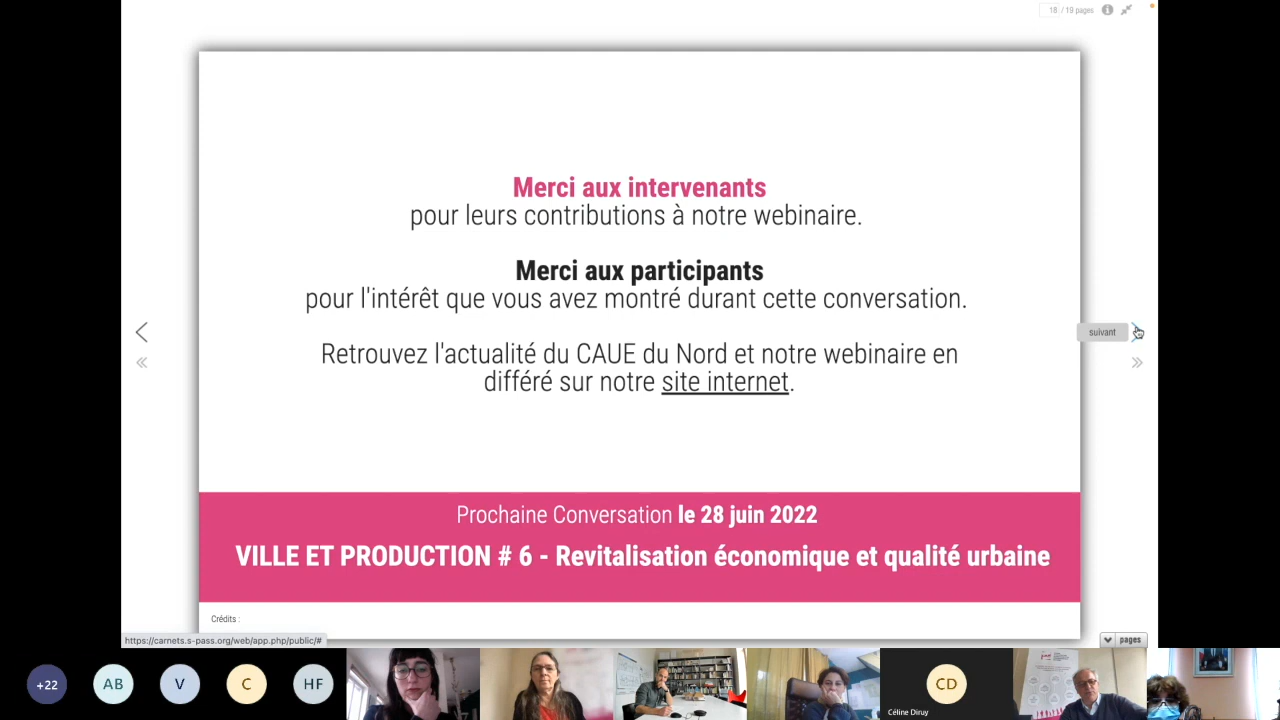 18 / 19 pages
Merci aux intervenants
pour leurs contributions à notre webinaire.
Merci aux participants
pour l'intérêt que vous avez montré durant cette conversation.
Retrouvez l'actualité du CAUE du Nord et notre webinaire en
différé sur notre site internet.
suivant
Prochaine Conversation le 28 juin 2022
VILLE ET PRODUCTION # 6 - Revitalisation économique et qualité urbaine
Crédits :
https://carnets.s-pass.org/web/app.php/public/#
pages
+22
AB
V
C
HF
CD
Céline Diruy